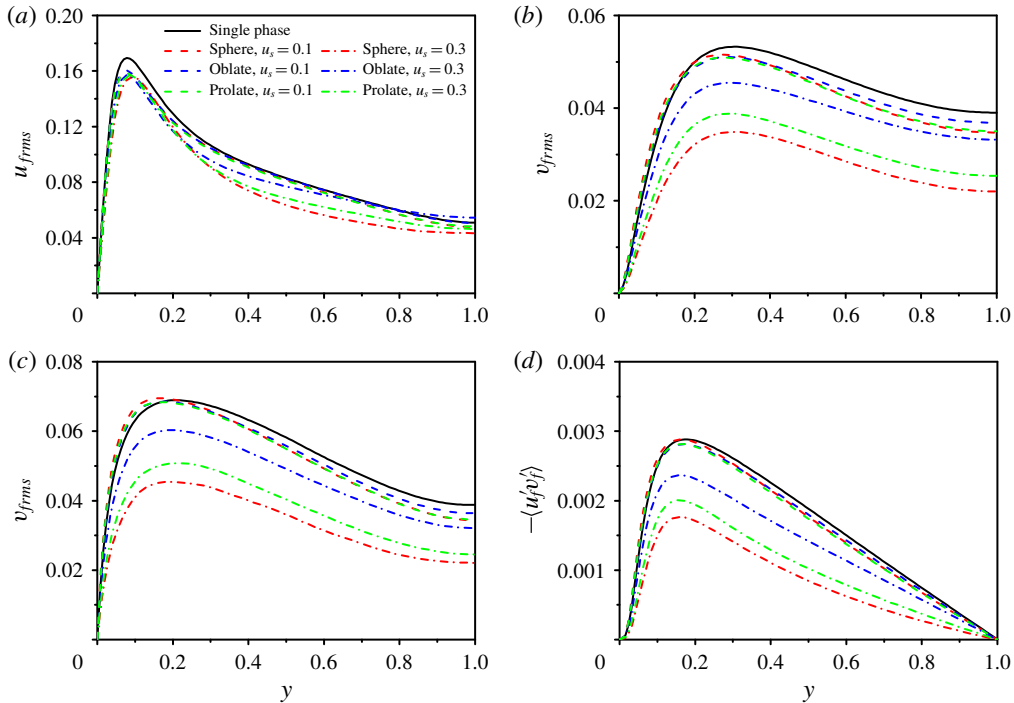 (a)
0.20
0.16
0.12
0.08
0.04
0
0.2
0.4
0.6
0.8
1.0
u_frms
Single phase
Sphere, u_s = 0.1
Sphere, u_s = 0.3
Oblate, u_s = 0.1
Oblate, u_s = 0.3
Prolate, u_s = 0.1
Prolate, u_s = 0.3
(b)
0.06
0.04
0.02
0
0.2
0.4
0.6
0.8
1.0
v_frms
(c)
0.08
0.06
0.04
0.02
0
0.2
0.4
0.6
0.8
1.0
v_frms
y
(d)
0.004
0.003
0.002
0.001
0
0.2
0.4
0.6
0.8
1.0
−⟨u′_f v′_f⟩
y